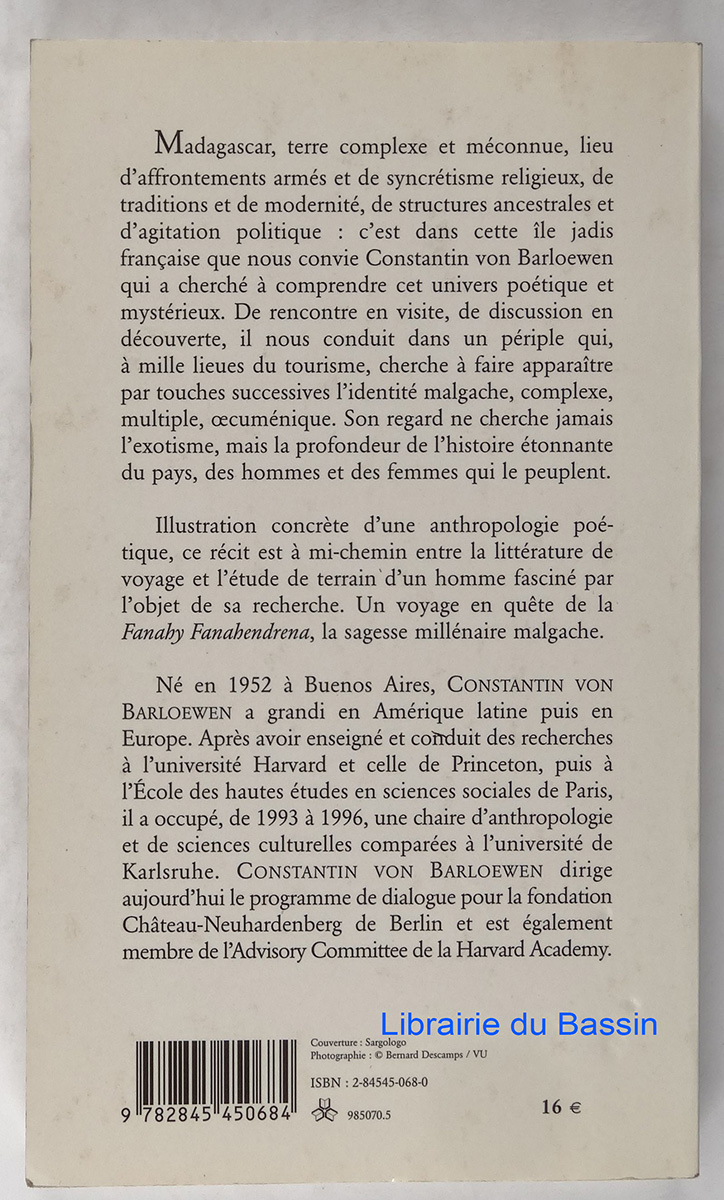 Madagascar, terre complexe et méconnue, lieu
d'affrontements armés et de syncrétisme religieux, de
traditions et de modernité, de structures ancestrales et
d'agitation politique : c'est dans cette île jadis
française que nous convie Constantin von Barloewen
qui a cherché à comprendre cet univers poétique et
mystérieux. De rencontre en visite, de discussion en
découverte, il nous conduit dans un périple qui,
à mille lieues du tourisme, cherche à faire apparaître
par touches successives l'identité malgache, complexe,
multiple, œcuménique. Son regard ne cherche jamais
l'exotisme, mais la profondeur de l'histoire étonnante
du pays, des hommes et des femmes qui le peuplent.
Illustration concrète d'une anthropologie poé-
tique, ce récit est à mi-chemin entre la littérature de
voyage et l'étude de terrain d'un homme fasciné par
l'objet de sa recherche. Un voyage en quête de la
Fanahy Fanahendrena, la sagesse millénaire malgache.
Né en 1952 à Buenos Aires, CONSTANTIN VON
BARLOEWEN a grandi en Amérique latine puis en
Europe. Après avoir enseigné et conduit des recherches
à l'université Harvard et celle de Princeton, puis à
l'École des hautes études en sciences sociales de Paris,
il a occupé, de 1993 à 1996, une chaire d'anthropologie
et de sciences culturelles comparées à l'université de
Karlsruhe. CONSTANTIN VON BARLOEWEN dirige
aujourd'hui le programme de dialogue pour la fondation
Château-Neuhardenberg de Berlin et est également
membre de l'Advisory Committee de la Harvard Academy.
Librairie du Bassin
Couverture : Sargologo
Photographie : © Bernard Descamps / VU
ISBN : 2-84545-068-0
9 782845 450684
985070.5
16 €